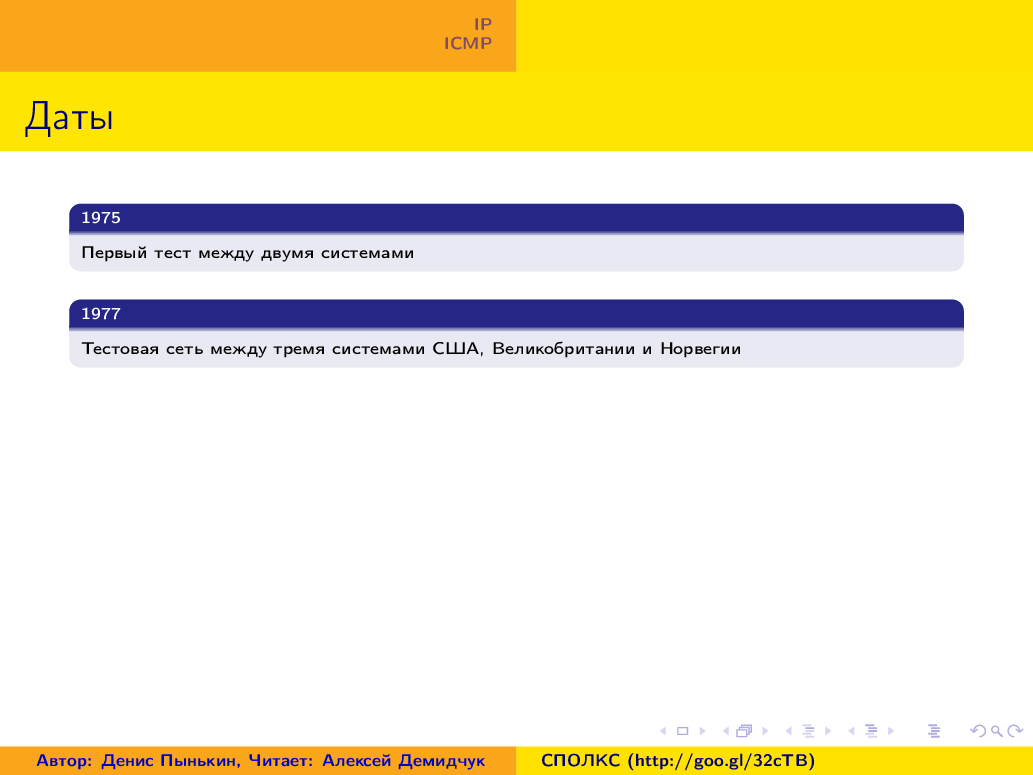 IP
ICMP
Даты
1975
Первый тест между двумя системами
1977
Тестовая сеть между тремя системами США, Великобритании и Норвегии
Автор: Денис Пынькин, Читает: Алексей Демидчук
СПОЛКС (http://goo.gl/32cTB)